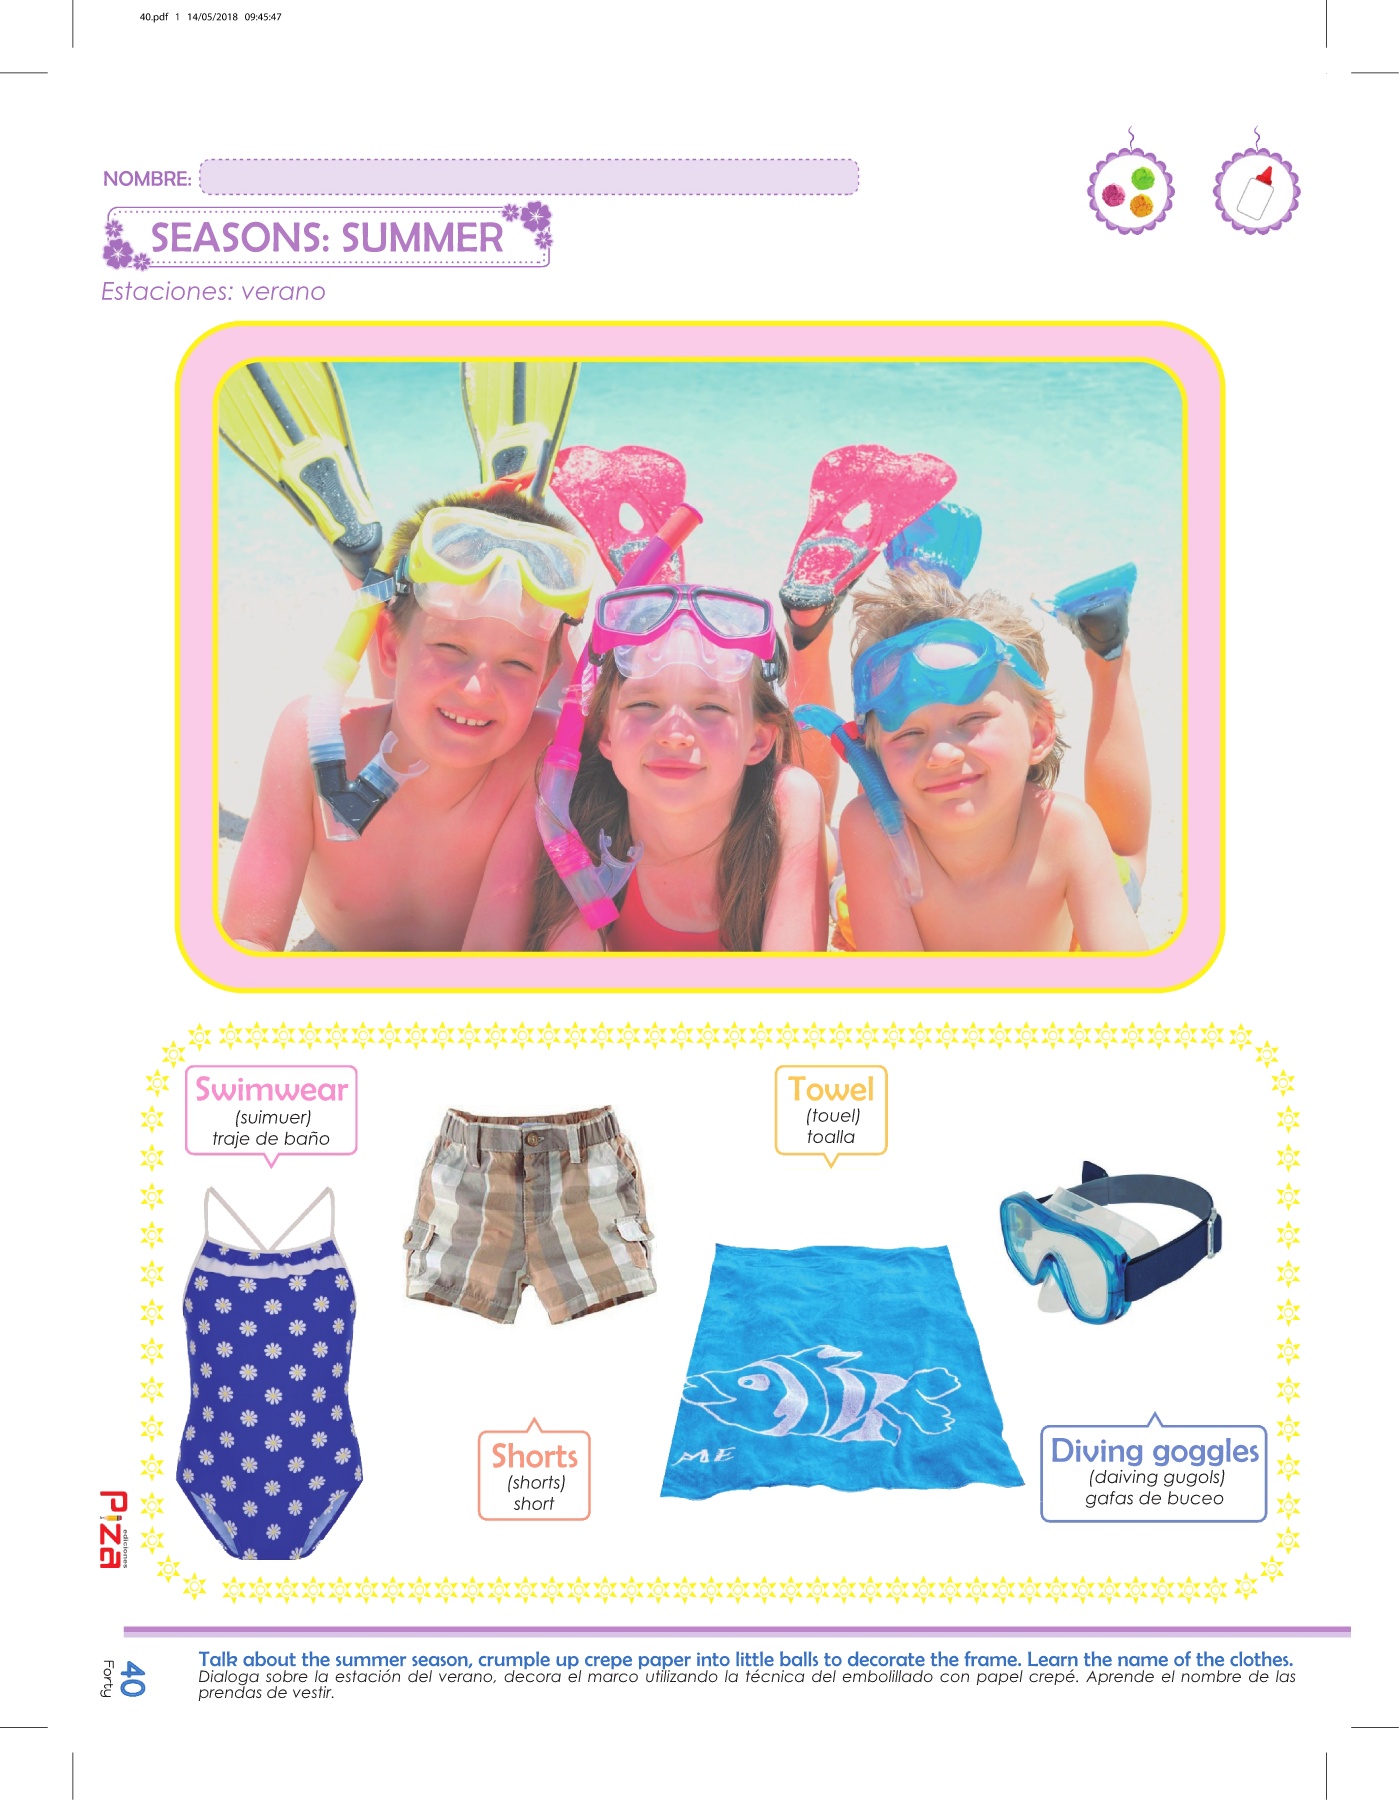 40.pdf 1 14/05/2018 09:45:47
NOMBRE:
SEASONS: SUMMER
Estaciones: verano
Swimwear
(suimuer)
traje de baño
Towel
(touel)
toalla
ME
Shorts
(shorts)
short
Diving goggles
(daiving gugols)
gafas de buceo
Piza
ediciones
40
Forty
Talk about the summer season, crumple up crepe paper into little balls to decorate the frame. Learn the name of the clothes.
Dialoga sobre la estación del verano, decora el marco utilizando la técnica del embolillado con papel crepé. Aprende el nombre de las
prendas de vestir.